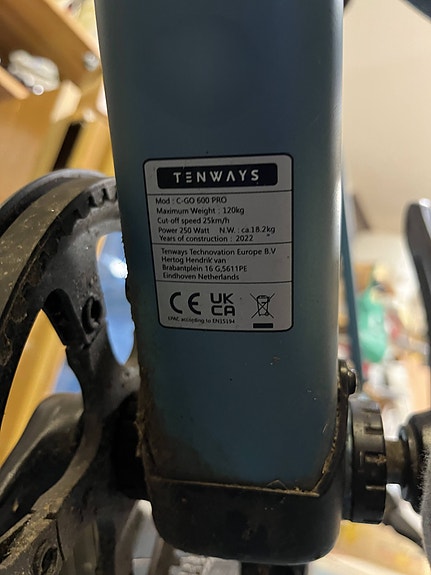 TENWAYS
Mod : C-GO 600 PRO
Maximum Weight : 120kg
Cut-off speed 25km/h
Power 250 Watt N.W. : ca.18.2kg
Years of construction : 2022
Tenways Technovation Europe B.V
Hertog Hendrik van
Brabantplein 16 G,5611PE
Eindhoven Netherlands
CE UK CA
EPAC according to EN15194